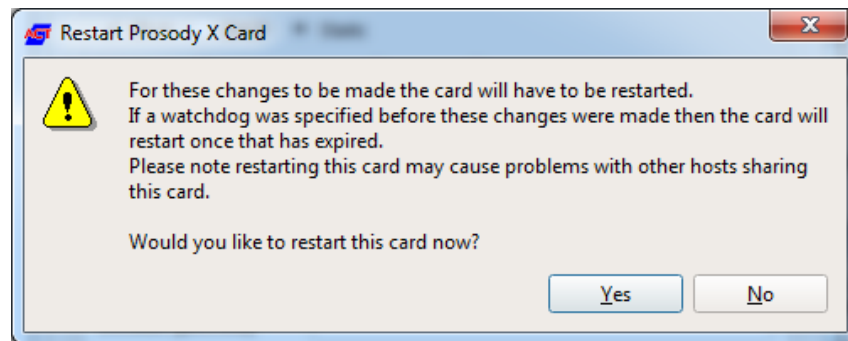 AGT Restart Prosody X Card
For these changes to be made the card will have to be restarted.
If a watchdog was specified before these changes were made then the card will
restart once that has expired.
Please note restarting this card may cause problems with other hosts sharing
this card.
Would you like to restart this card now?
Yes No